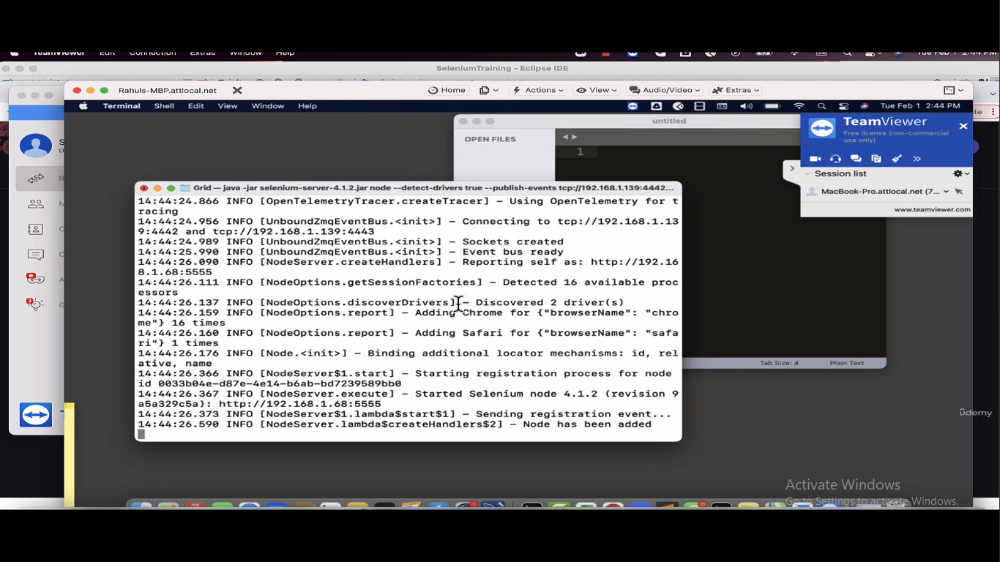 TeamViewer Edit Connection Extras Window Help Tue Feb 1 2:44 PM
SeleniumTraining - Eclipse IDE
Rahuls-MBP.attlocal.net Home Actions View Audio/Video Extras
Terminal Shell Edit View Window Help Tue Feb 1 2:44 PM
untitled
OPEN FILES
1
TeamViewer
Free license (non-commercial
use only)
Session list
MacBook-Pro.attlocal.net (7...
www.teamviewer.com
Grid — java -jar selenium-server-4.1.2.jar node --detect-drivers true --publish-events tcp://192.168.1.139:4442...
14:44:24.866 INFO [OpenTelemetryTracer.createTracer] - Using OpenTelemetry for t
racing
14:44:24.956 INFO [UnboundZmqEventBus.<init>] - Connecting to tcp://192.168.1.13
9:4442 and tcp://192.168.1.139:4443
14:44:24.989 INFO [UnboundZmqEventBus.<init>] - Sockets created
14:44:25.990 INFO [UnboundZmqEventBus.<init>] - Event bus ready
14:44:26.090 INFO [NodeServer.createHandlers] - Reporting self as: http://192.16
8.1.68:5555
14:44:26.111 INFO [NodeOptions.getSessionFactories] - Detected 16 available proc
essors
14:44:26.137 INFO [NodeOptions.discoverDrivers] - Discovered 2 driver(s)
14:44:26.159 INFO [NodeOptions.report] - Adding Chrome for {"browserName": "chro
me"} 16 times
14:44:26.160 INFO [NodeOptions.report] - Adding Safari for {"browserName": "safa
ri"} 1 times
14:44:26.176 INFO [Node.<init>] - Binding additional locator mechanisms: id, rel
ative, name
14:44:26.366 INFO [NodeServer$1.start] - Starting registration process for node
id 0033b04e-d87e-4e14-b6ab-bd7239589bb0
14:44:26.367 INFO [NodeServer.execute] - Started Selenium node 4.1.2 (revision 9
a5a329c5a): http://192.168.1.68:5555
14:44:26.373 INFO [NodeServer$1.lambda$start$1] - Sending registration event...
14:44:26.590 INFO [NodeServer.lambda$createHandlers$2] - Node has been added
Tab Size: 4 Plain Text
ûdemy
Activate Windows
Go to Settings to activate Windows.